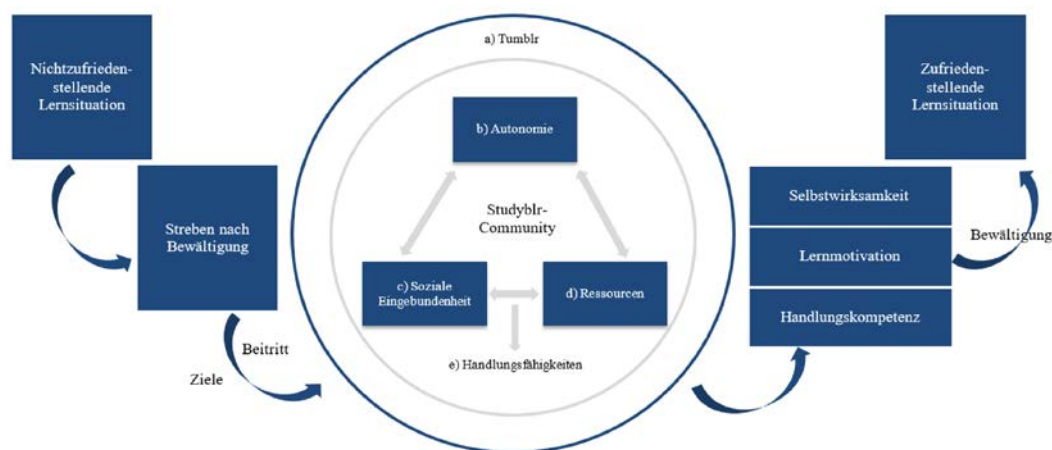 Nichtzufrieden-
stellende
Lernsituation
Streben nach
Bewältigung
Beitritt
Ziele
a) Tumblr
b) Autonomie
Studyblr-
Community
c) Soziale
Eingebundenheit
d) Ressourcen
e) Handlungsfähigkeiten
Selbstwirksamkeit
Lernmotivation
Handlungskompetenz
Bewältigung
Zufrieden-
stellende
Lernsituation